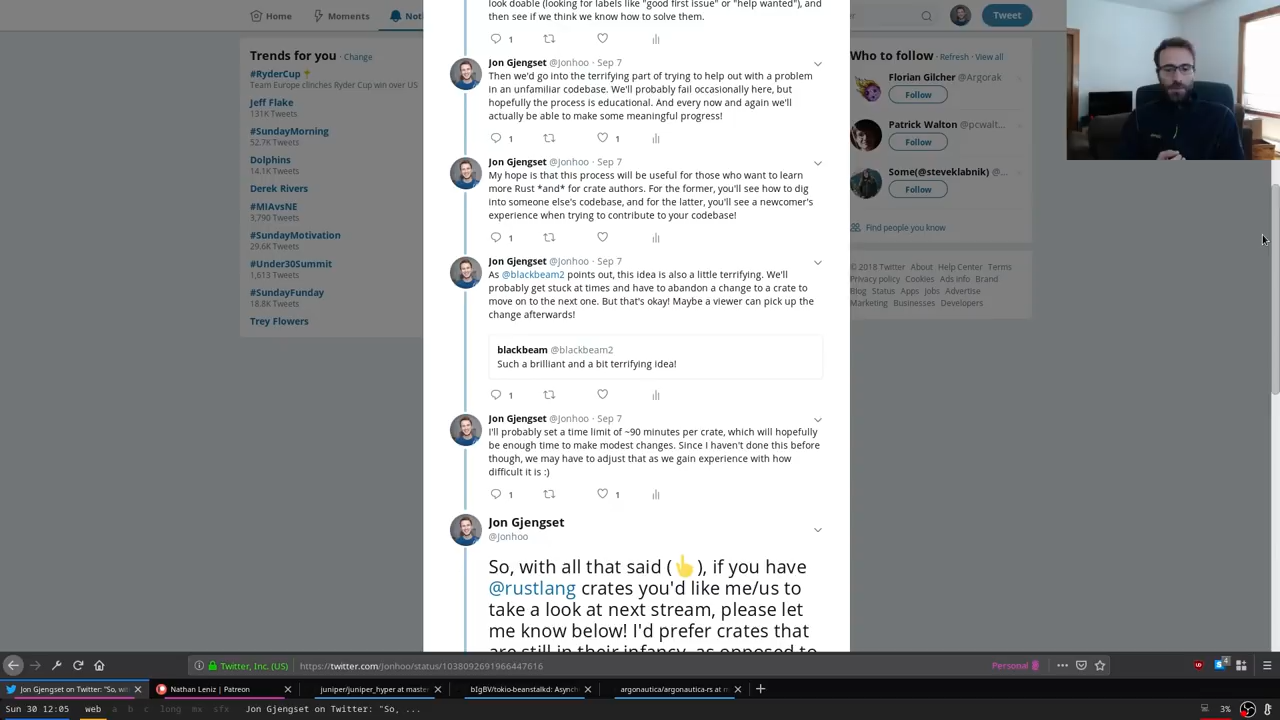 Home
Moments
Tweet
Trends for you · Change
#RyderCup
Team Europe clinches Ryder Cup win over US
Jeff Flake
131K Tweets
#SundayMorning
52.7K Tweets
Dolphins
14.1K Tweets
Derek Rivers
#MIAvsNE
3,790 Tweets
#SundayMotivation
29.6K Tweets
#Under30Summit
1,613 Tweets
#SundayFunday
18.8K Tweets
Trey Flowers
look doable (looking for labels like "good first issue" or "help wanted"), and
then see if we think we know how to solve them.
1
Jon Gjengset @Jonhoo · Sep 7
Then we'd go into the terrifying part of trying to help out with a problem
in an unfamiliar codebase. We'll probably fail occasionally here, but
hopefully the process is educational. And every now and again we'll
actually be able to make some meaningful progress!
1 1
Jon Gjengset @Jonhoo · Sep 7
My hope is that this process will be useful for those who want to learn
more Rust *and* for crate authors. For the former, you'll see how to dig
into someone else's codebase, and for the latter, you'll see a newcomer's
experience when trying to contribute to your codebase!
1
Jon Gjengset @Jonhoo · Sep 7
As @blackbeam2 points out, this idea is also a little terrifying. We'll
probably get stuck at times and have to abandon a change to a crate to
move on to the next one. But that's okay! Maybe a viewer can pick up the
change afterwards!
blackbeam @blackbeam2
Such a brilliant and a bit terrifying idea!
1
Jon Gjengset @Jonhoo · Sep 7
I'll probably set a time limit of ~90 minutes per crate, which will hopefully
be enough time to make modest changes. Since I haven't done this before
though, we may have to adjust that as we gain experience with how
difficult it is :)
1 1
Jon Gjengset
@Jonhoo
So, with all that said (👆), if you have
@rustlang crates you'd like me/us to
take a look at next stream, please let
me know below! I'd prefer crates that
are still in their infancy, as opposed to
Who to follow · Refresh · View all
Florian Gilcher @Argorak
Follow
Patrick Walton @pcwalt...
Follow
Some(@steveklabnik) @...
Follow
Find people you know
© 2018 Twitter About Help Center Terms
Privacy policy Cookies Ads info Brand
Blog Status Apps Jobs Advertise
Marketing Businesses Developers
Twitter, Inc. (US) https://twitter.com/Jonhoo/status/1038092691966447616 Personal
Jon Gjengset on Twitter: "So, wi
Nathan Leniz | Patreon
juniper/juniper_hyper at maste
bIgBV/tokio-beanstalkd: Asynch
argonautica/argonautica-rs at m
Sun 30 12:05 web a b c long mx sfx Jon Gjengset on Twitter: "So, ... 3%